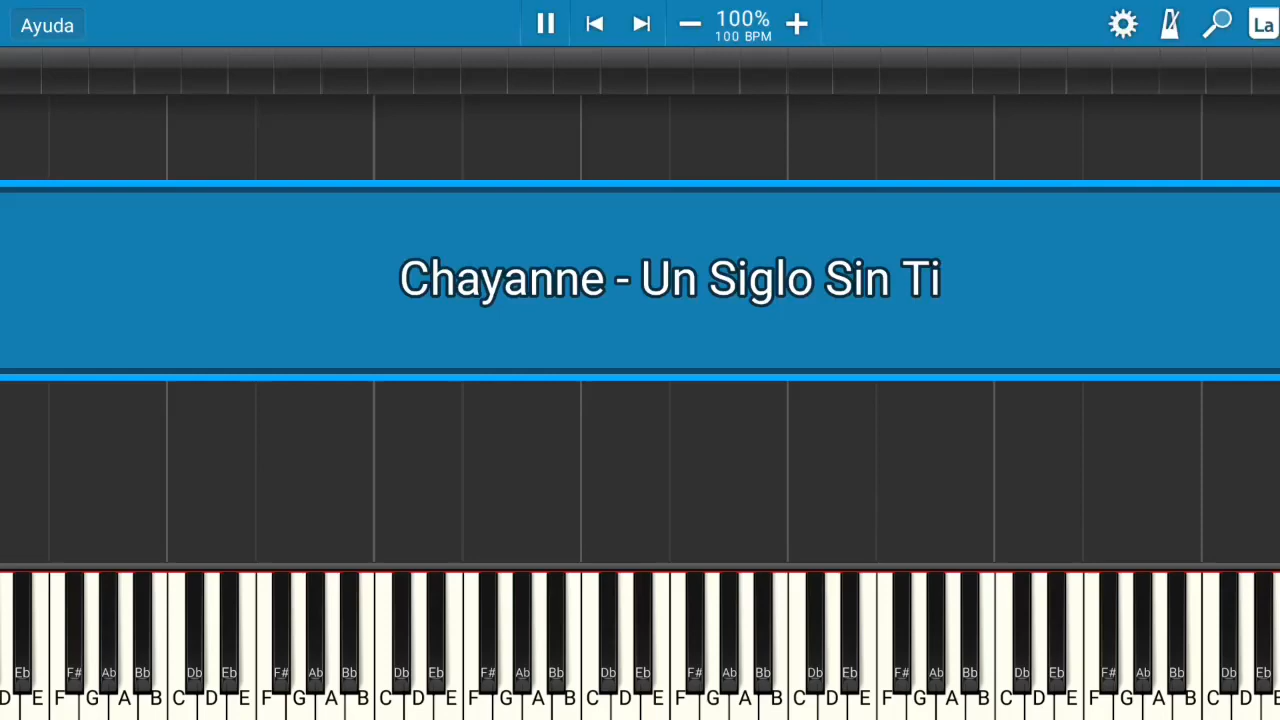 Ayuda
100%
100 BPM
La
Chayanne - Un Siglo Sin Ti
Eb F# Ab Bb Db Eb F# Ab Bb Db Eb F# Ab Bb Db Eb F# Ab Bb Db Eb F# Ab Bb Db Eb F# Ab Bb Db Eb
D E F G A B C D E F G A B C D E F G A B C D E F G A B C D E F G A B C D E F G A B C D E